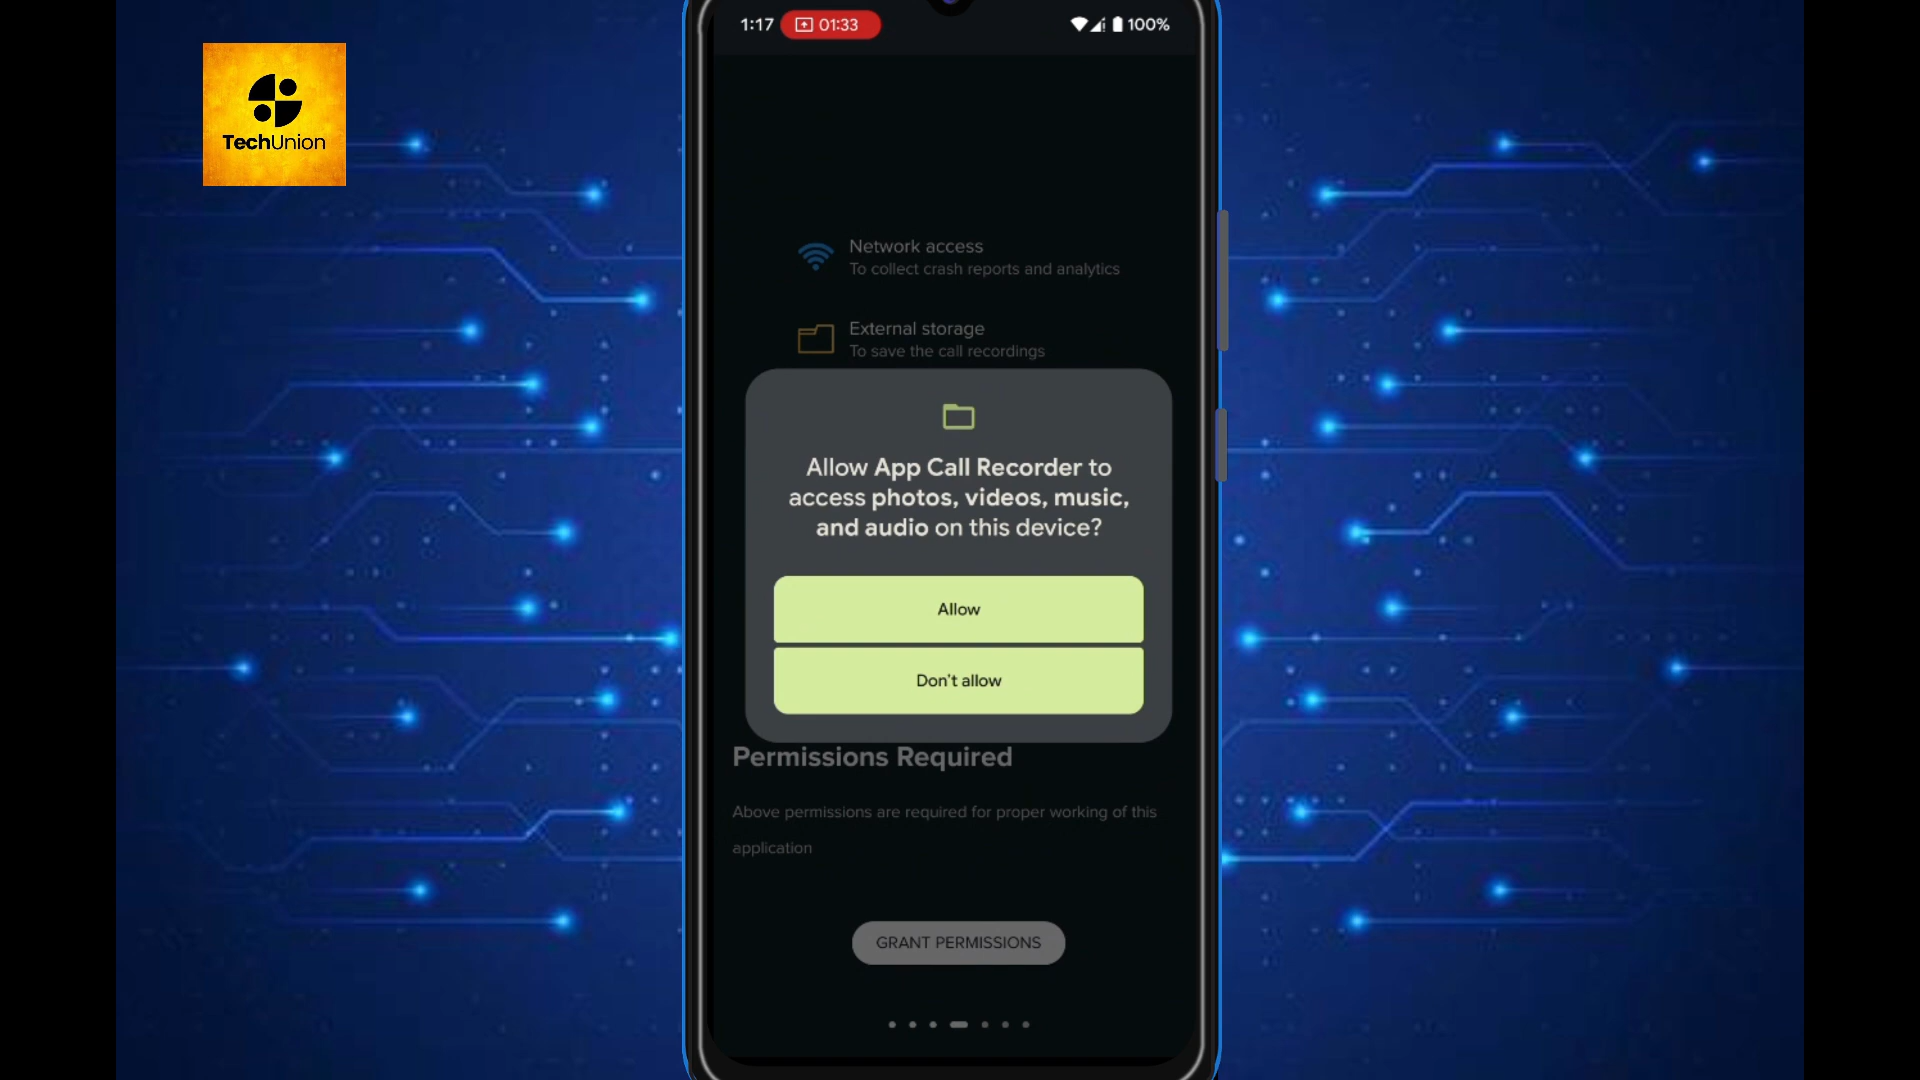 1:17 01:33 100%
TechUnion
Network access
To collect crash reports and analytics
External storage
To save the call recordings
Allow App Call Recorder to
access photos, videos, music,
and audio on this device?
Allow
Don't allow
Permissions Required
Above permissions are required for proper working of this
application
GRANT PERMISSIONS